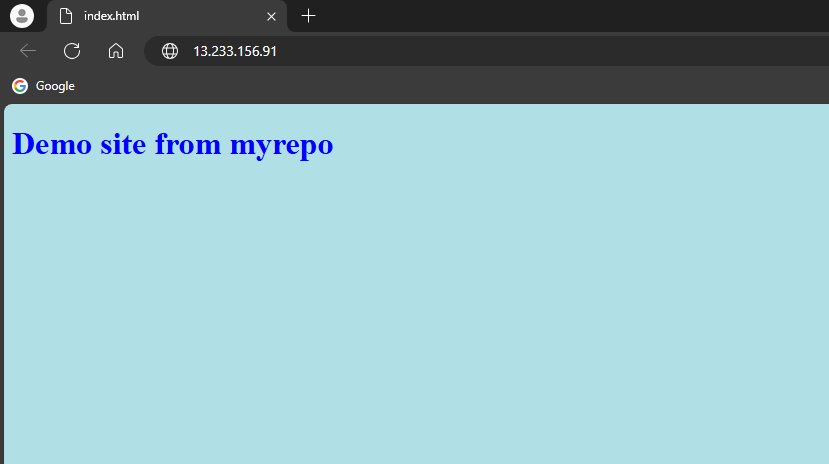 index.html
13.233.156.91
Google
Demo site from myrepo